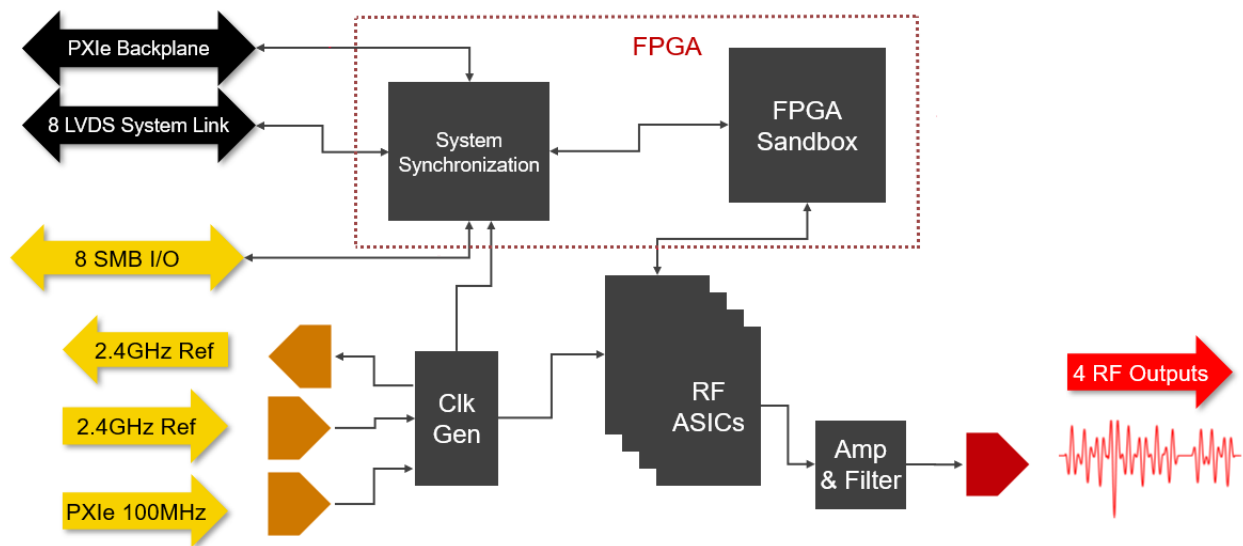 PXIe Backplane
FPGA
8 LVDS System Link
System
Synchronization
FPGA
Sandbox
8 SMB I/O
2.4GHz Ref
2.4GHz Ref
PXIe 100MHz
Clk
Gen
RF
ASICs
Amp
& Filter
4 RF Outputs